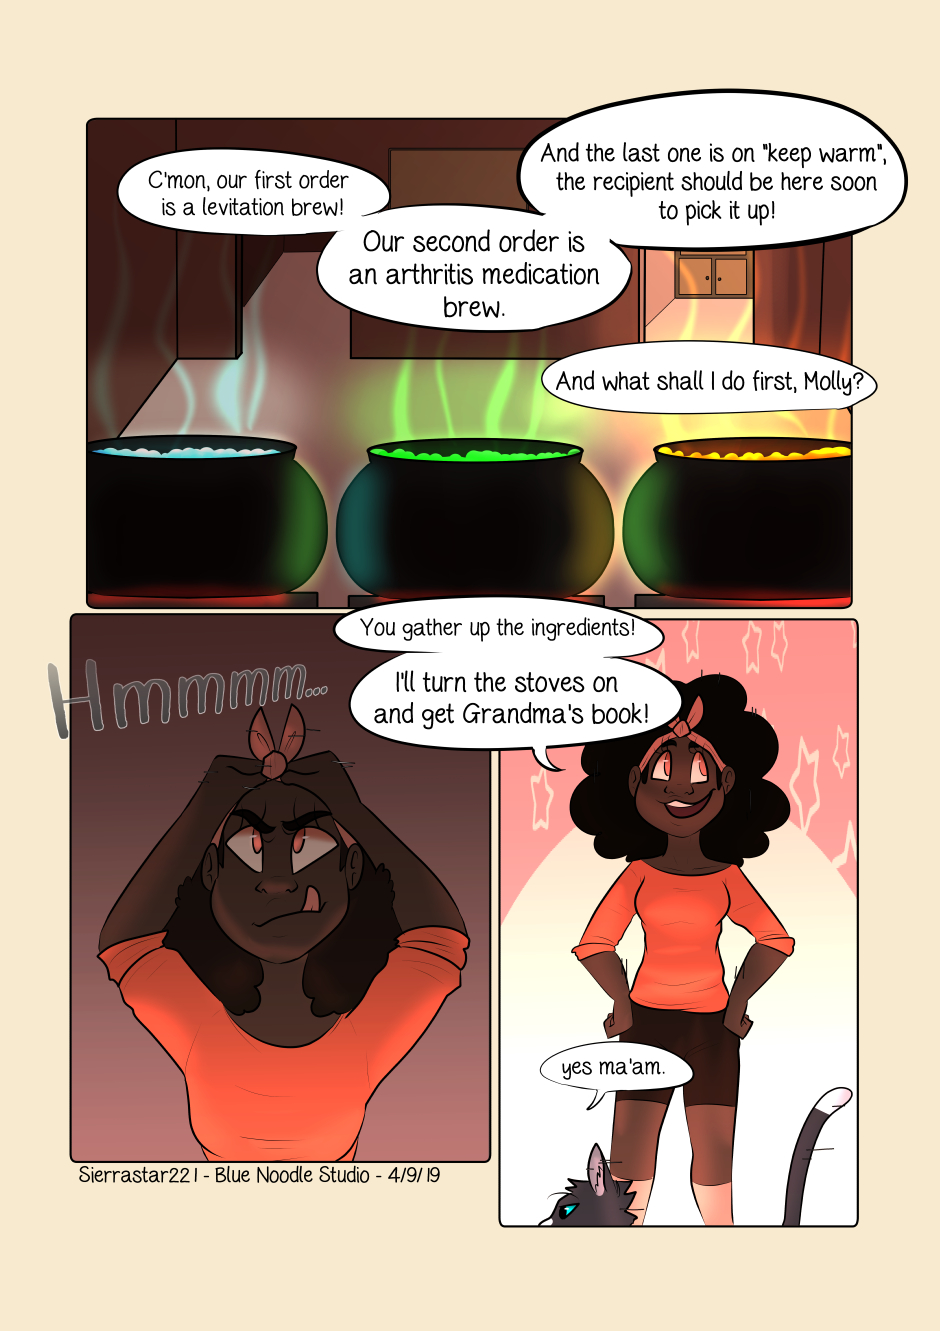 C'mon, our first order
is a levitation brew!
Our second order is
an arthritis medication
brew.
And the last one is on "keep warm",
the recipient should be here soon
to pick it up!
And what shall I do first, Molly?
Hmmmm...
You gather up the ingredients!
I'll turn the stoves on
and get Grandma's book!
yes ma'am.
Sierrastar221 - Blue Noodle Studio - 4/9/19